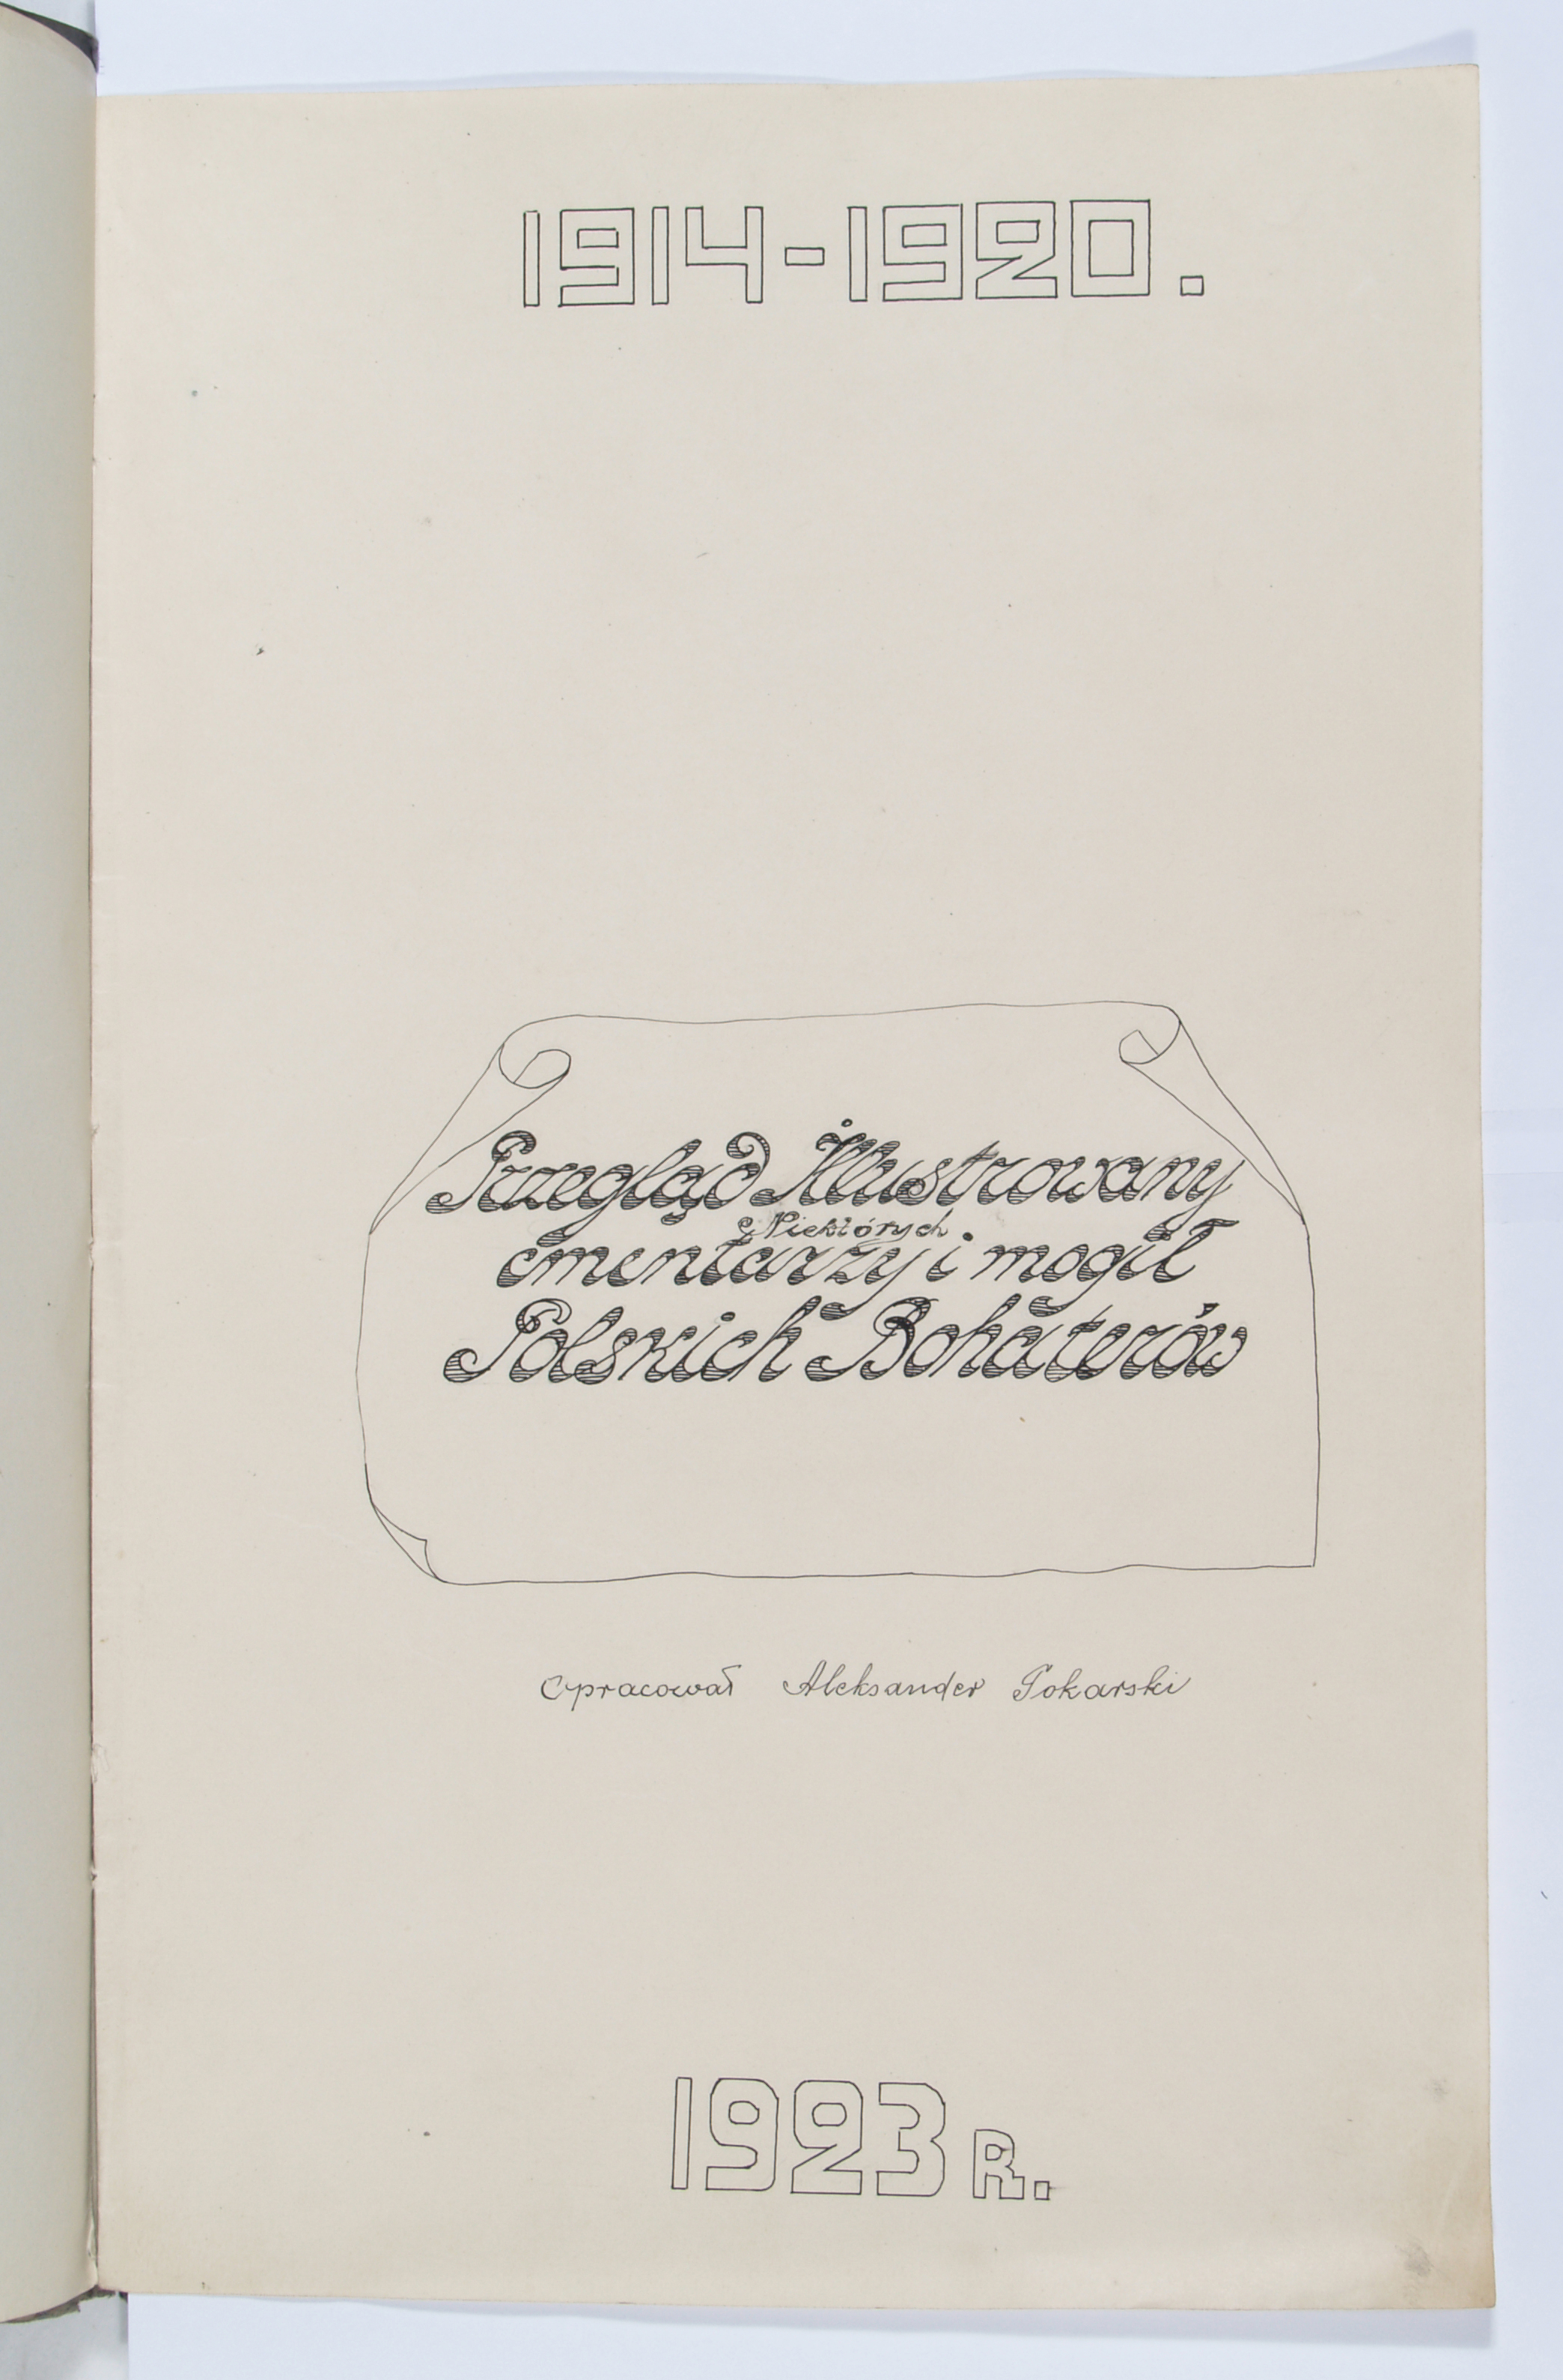 1914-1920.
Przegląd Illustrowany
Niektórych
cmentarzy i mogił
Polskich Bohaterów
Opracował Aleksander Pokarski
1923 R.